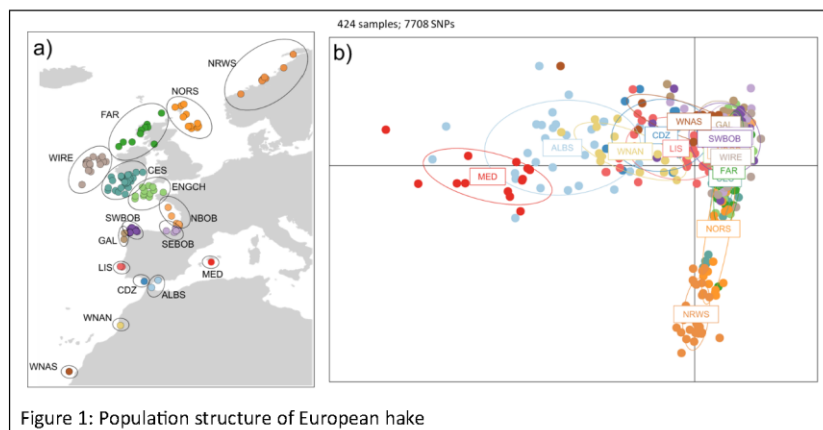 424 samples; 7708 SNPs
a)
NRWS
NORS
FAR
WIRE
CES
ENGCH
SWBOB
NBOB
GAL
SEBOB
LIS
MED
CDZ
ALBS
WNAN
WNAS
b)
WNAS
GAL
CDZ
SWBOB
ALBS
WNAN
LIS
WIRE
MED
FAR
NORS
NRWS
Figure 1: Population structure of European hake